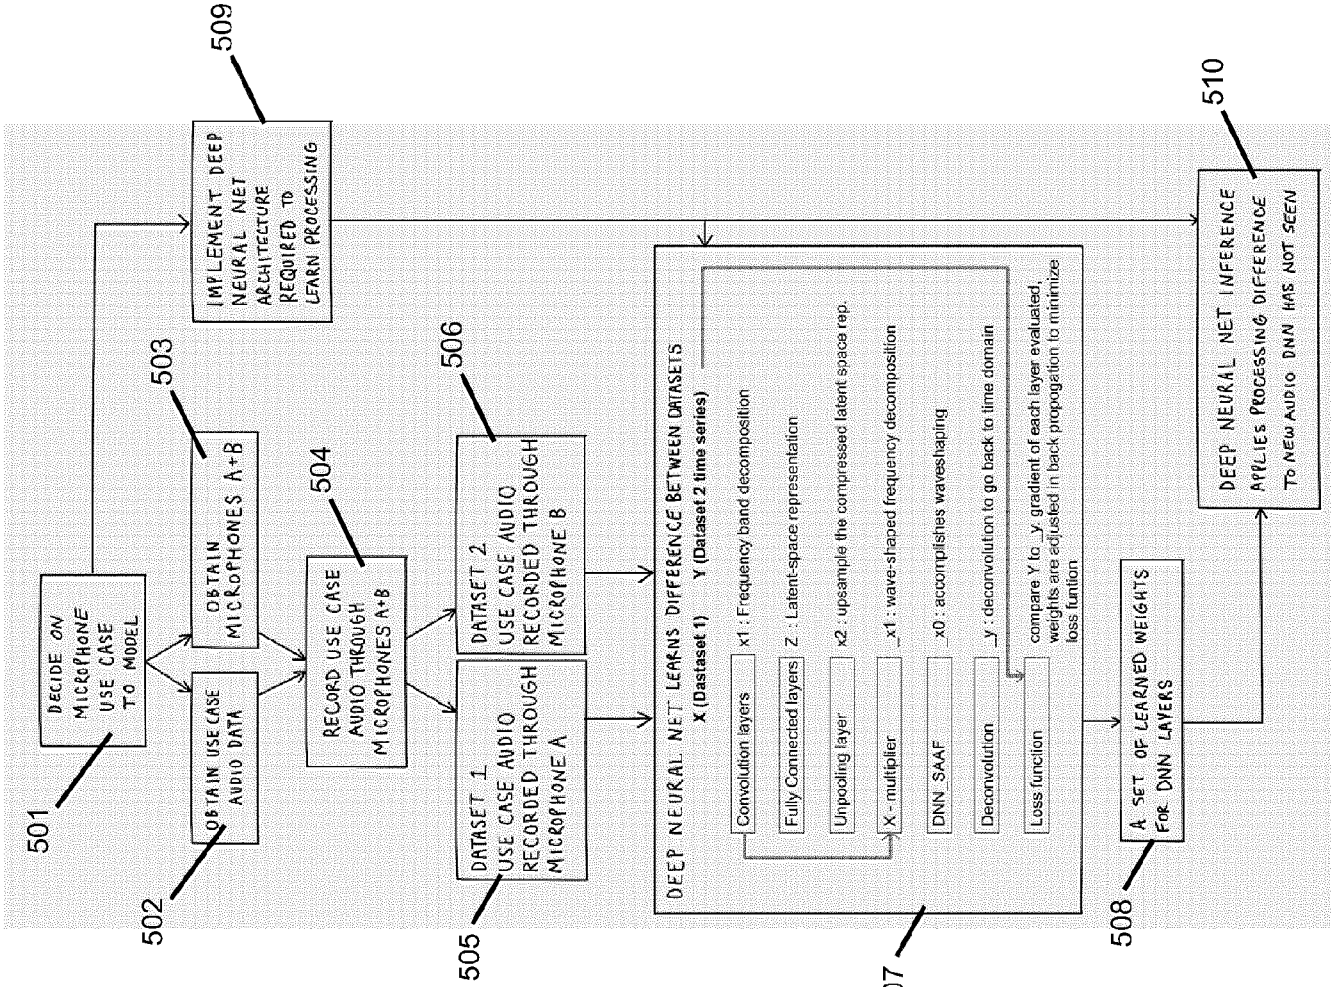 501
DECIDE ON
MICROPHONE
USE CASE
TO MODEL
502
OBTAIN USE CASE
AUDIO DATA
503
OBTAIN
MICROPHONES A+B
509
IMPLEMENT DEEP
NEURAL NET
ARCHITECTURE
REQUIRED TO
LEARN PROCESSING
504
RECORD USE CASE
AUDIO THROUGH
MICROPHONES A+B
505
DATASET 1
USE CASE AUDIO
RECORDED THROUGH
MICROPHONE A
506
DATASET 2
USE CASE AUDIO
RECORDED THROUGH
MICROPHONE B
07
DEEP NEURAL NET LEARNS DIFFERENCE BETWEEN DATASETS
X (Dastaset 1) Y (Dataset 2 time series)
Convolution layers x1 : Frequency band decomposition
Fully Connected layers Z : Latent-space representation
Unpooling layer x2 : upsample the compressed latent space rep.
X - multiplier _x1 : wave-shaped frequency decomposition
DNN_SAAF _x0 : accomplishes waveshaping
Deconvolution _y : deconvolution to go back to time domain
Loss function compare Y to _y, gradient of each layer evaluated,
weights are adjusted in back propogation to minimize
loss funtion
508
A SET OF LEARNED WEIGHTS
FOR DNN LAYERS
510
DEEP NEURAL NET INFERENCE
APPLIES PROCESSING DIFFERENCE
TO NEW AUDIO DNN HAS NOT SEEN